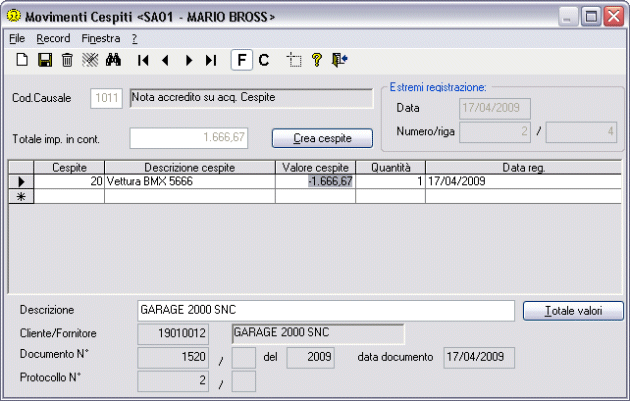 Movimenti Cespiti <SA01 - MARIO BROSS>
File Record Finestra ?
F C
Cod.Causale 1011 Nota accredito su acq. Cespite
Estremi registrazione:
Data 17/04/2009
Numero/riga 2 / 4
Totale imp. in cont. 1.666,67 Crea cespite
Cespite Descrizione cespite Valore cespite Quantità Data reg.
20 Vettura BMX 5666 -1.666,67 1 17/04/2009
Descrizione GARAGE 2000 SNC Totale valori
Cliente/Fornitore 19010012 GARAGE 2000 SNC
Documento N° 1520 / del 2009 data documento 17/04/2009
Protocollo N° 2 /